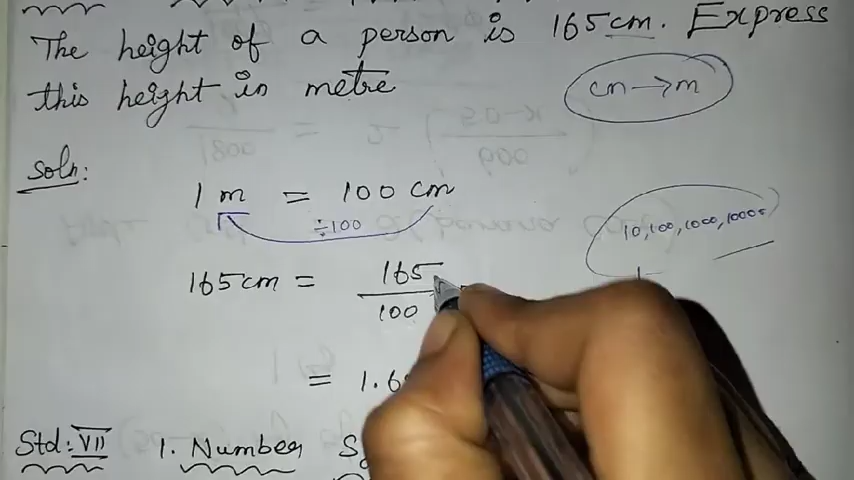 The height of a person is 165cm. Express
this height in metre
cm → m
Soln:
1 m = 100 cm
÷100
10, 100, 1000, 10000
165 cm = 165
100
= 1.6
Std: VII 1. Number